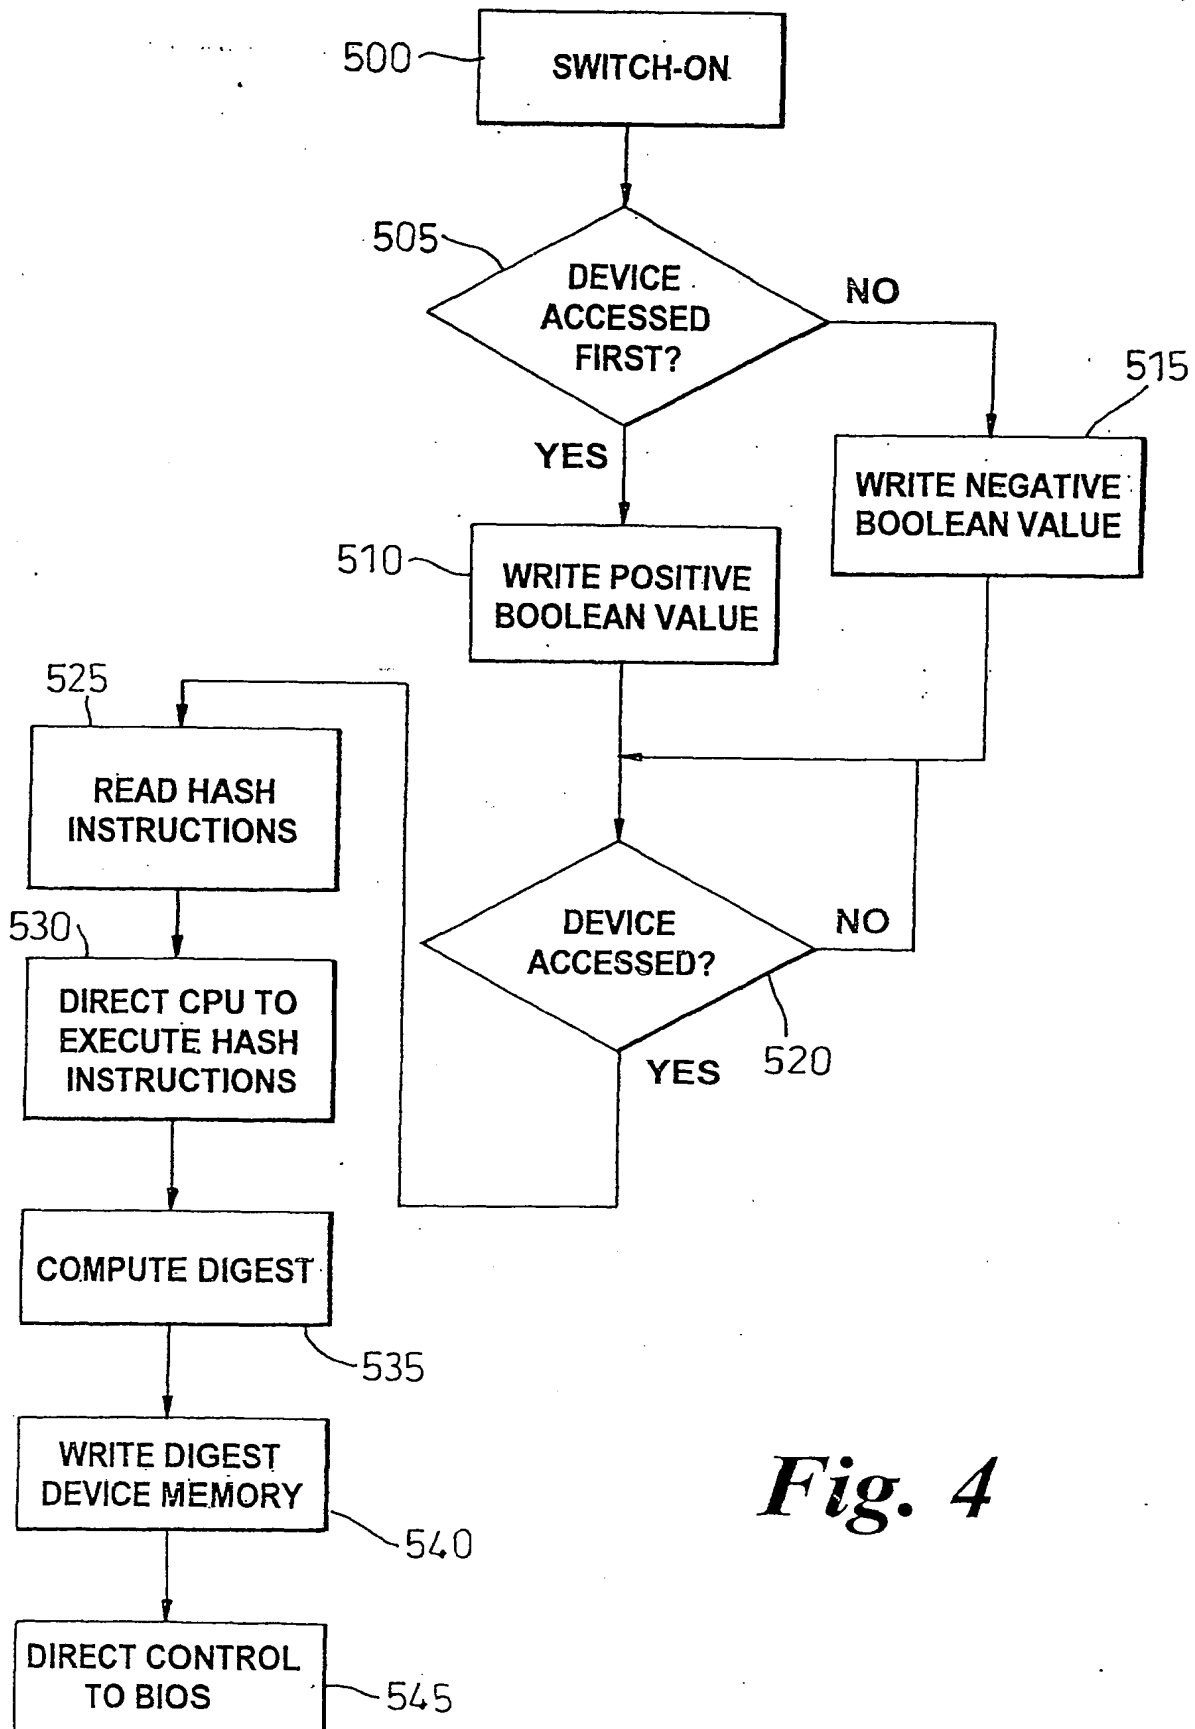 500
SWITCH-ON
505
DEVICE
ACCESSED
FIRST?
NO
515
YES
WRITE NEGATIVE
BOOLEAN VALUE
510
WRITE POSITIVE
BOOLEAN VALUE
525
READ HASH
INSTRUCTIONS
530
DEVICE
ACCESSED?
NO
520
YES
DIRECT CPU TO
EXECUTE HASH
INSTRUCTIONS
COMPUTE DIGEST
535
WRITE DIGEST
DEVICE MEMORY
540
Fig. 4
DIRECT CONTROL
TO BIOS
545